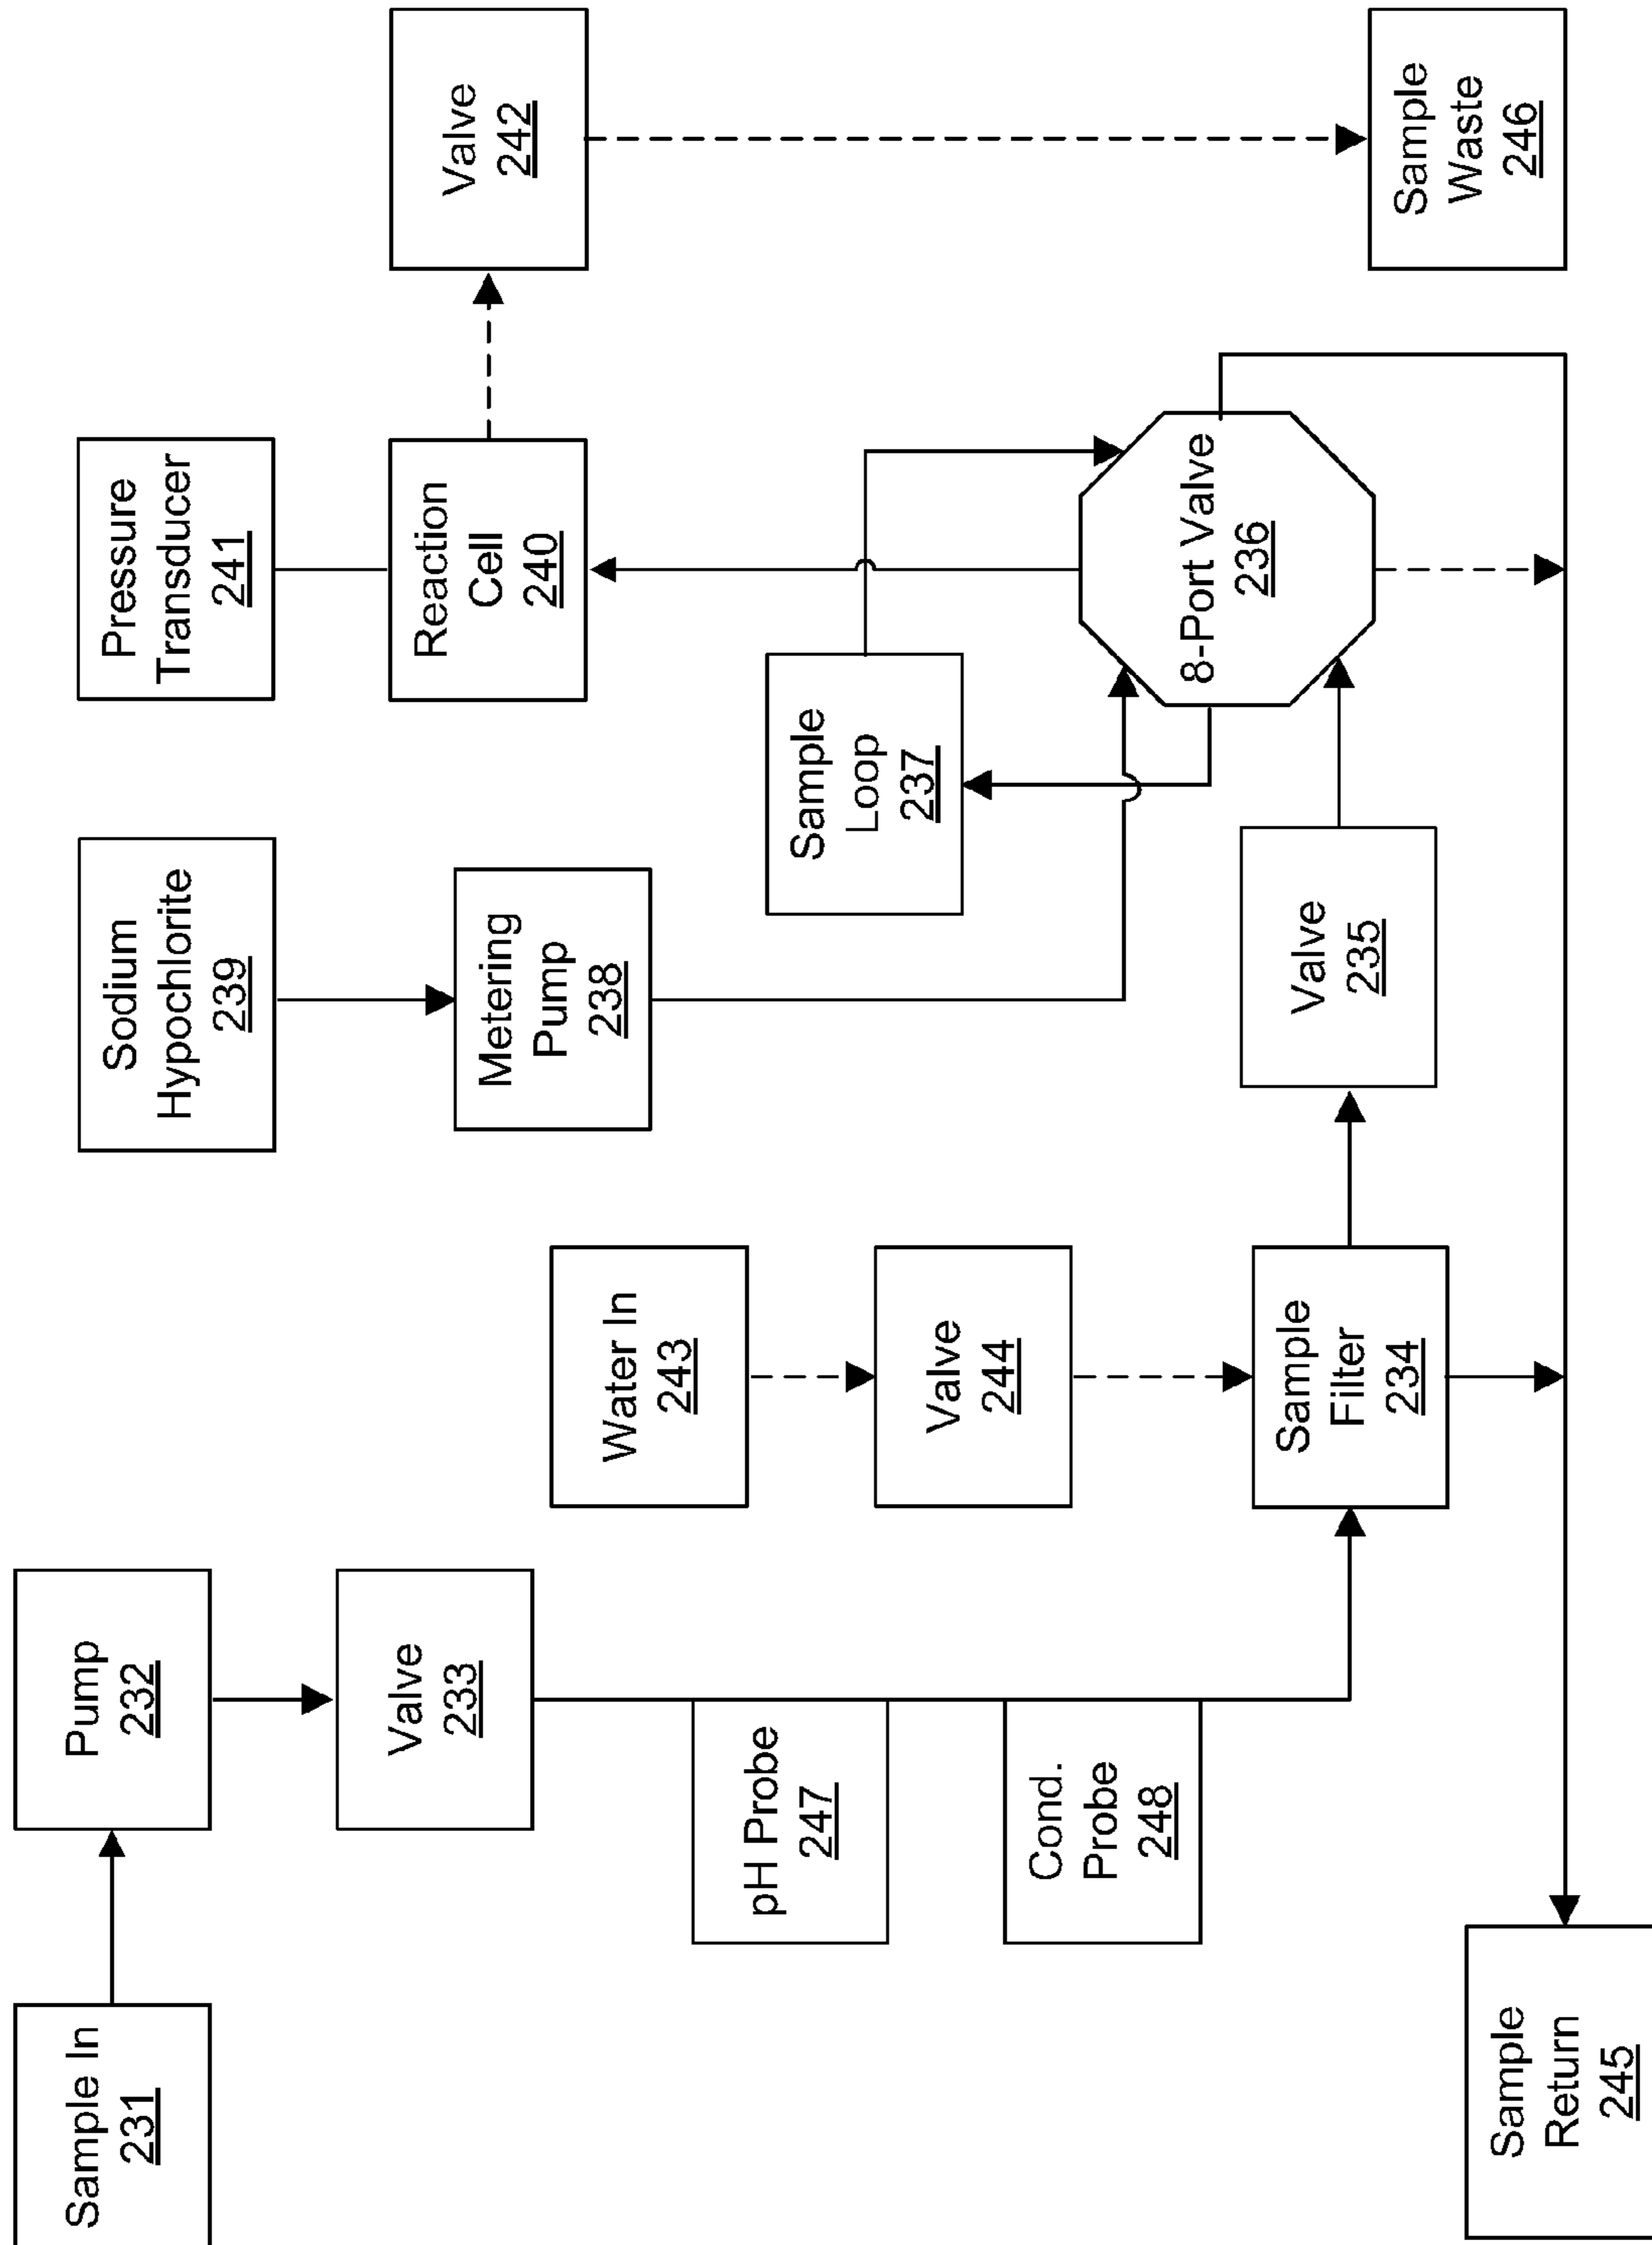 Sample In
231
Pump
232
Valve
233
pH Probe
247
Cond.
Probe
248
Water In
243
Valve
244
Sample
Filter
234
Sodium
Hypochlorite
239
Metering
Pump
238
Sample
Loop
237
Valve
235
Pressure
Transducer
241
Reaction
Cell
240
8-Port Valve
236
Valve
242
Sample
Waste
246
Sample
Return
245